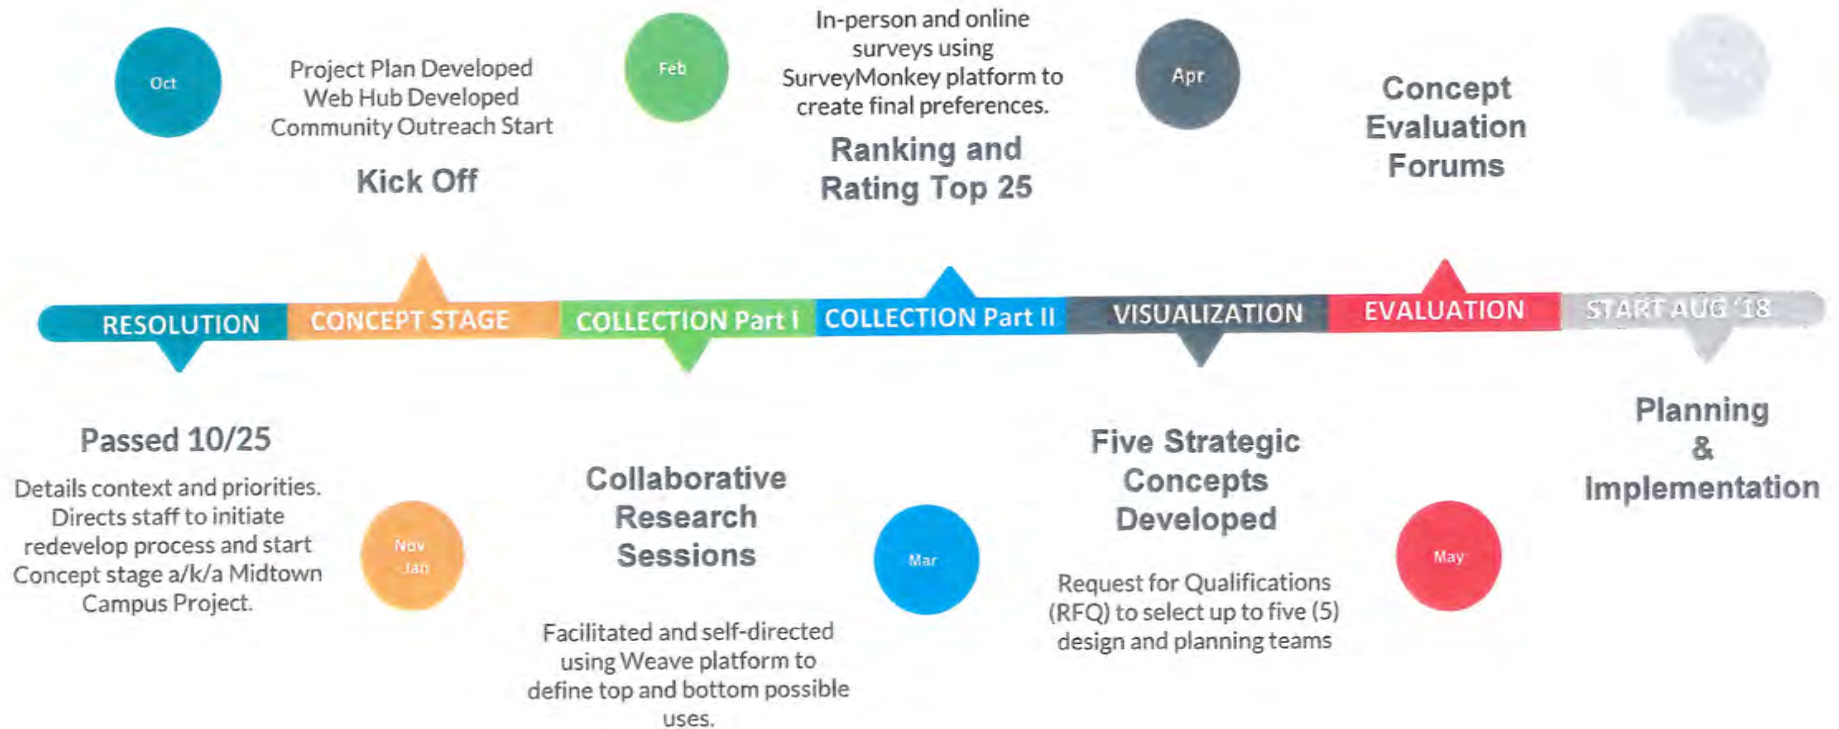 Oct
Project Plan Developed
Web Hub Developed
Community Outreach Start
Kick Off
Feb
In-person and online
surveys using
SurveyMonkey platform to
create final preferences.
Ranking and
Rating Top 25
Apr
Concept
Evaluation
Forums
RESOLUTION
CONCEPT STAGE
COLLECTION Part I
COLLECTION Part II
VISUALIZATION
EVALUATION
START AUG '18
Passed 10/25
Details context and priorities.
Directs staff to initiate
redevelop process and start
Concept stage a/k/a Midtown
Campus Project.
Nov
-Jan
Collaborative
Research
Sessions
Facilitated and self-directed
using Weave platform to
define top and bottom possible
uses.
Mar
Five Strategic
Concepts
Developed
Request for Qualifications
(RFQ) to select up to five (5)
design and planning teams
May
Planning
&
Implementation